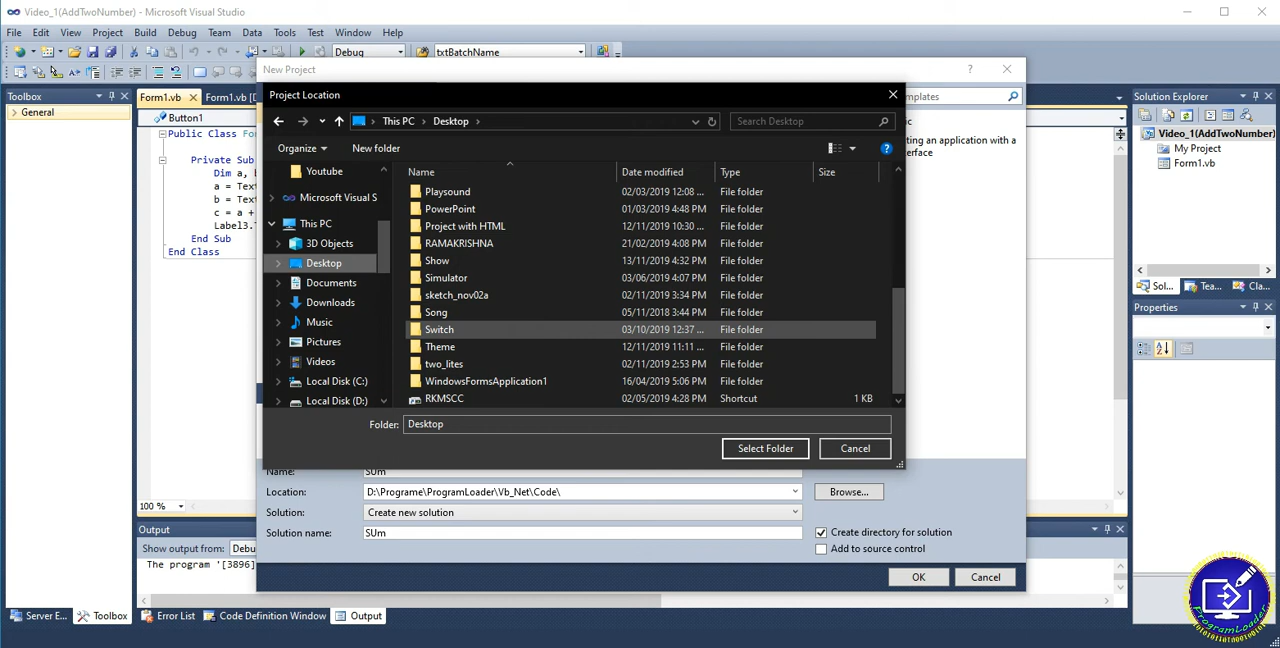 Video_1(AddTwoNumber) - Microsoft Visual Studio
File Edit View Project Build Debug Team Data Tools Test Window Help
Debug txtBatchName
New Project
Toolbox
General
Form1.vb Form1.vb [D
Button1
Public Class For
Private Sub
Dim a,
a = Text
b = Text
c = a +
Label3.T
End Sub
End Class
100 %
Project Location
This PC Desktop
Search Desktop
Organize New folder
Youtube
Microsoft Visual S
This PC
3D Objects
Desktop
Documents
Downloads
Music
Pictures
Videos
Local Disk (C:)
Local Disk (D:)
Name Date modified Type Size
Playsound 02/03/2019 12:08 ... File folder
PowerPoint 01/03/2019 4:48 PM File folder
Project with HTML 12/11/2019 10:30 ... File folder
RAMAKRISHNA 21/02/2019 4:08 PM File folder
Show 13/11/2019 4:32 PM File folder
Simulator 03/06/2019 4:07 PM File folder
sketch_nov02a 02/11/2019 3:34 PM File folder
Song 05/11/2018 3:44 PM File folder
Switch 03/10/2019 12:37 ... File folder
Theme 12/11/2019 11:11 ... File folder
two_lites 02/11/2019 2:53 PM File folder
WindowsFormsApplication1 16/04/2019 5:06 PM File folder
RKMSCC 02/05/2019 4:28 PM Shortcut 1 KB
Folder: Desktop
Select Folder Cancel
emplates
ic
ting an application with a
erface
Name: SUm
Location: D:\Programe\ProgramLoader\Vb_Net\Code\ Browse...
Solution: Create new solution
Solution name: SUm
Create directory for solution
Add to source control
OK Cancel
Solution Explorer
Video_1(AddTwoNumber)
My Project
Form1.vb
Sol... Tea... Cla...
Properties
Output
Show output from: Debu
The program '[3896]
Server E... Toolbox Error List Code Definition Window Output
ProgramLoader